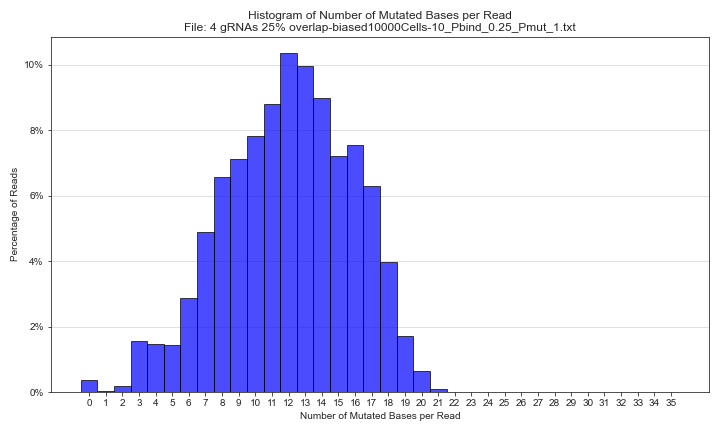 Histogram of Number of Mutated Bases per Read
File: 4 gRNAs 25% overlap-biased10000Cells-10_Pbind_0.25_Pmut_1.txt
10%
8%
6%
4%
2%
0%
Percentage of Reads
0 1 2 3 4 5 6 7 8 9 10 11 12 13 14 15 16 17 18 19 20 21 22 23 24 25 26 27 28 29 30 31 32 33 34 35
Number of Mutated Bases per Read